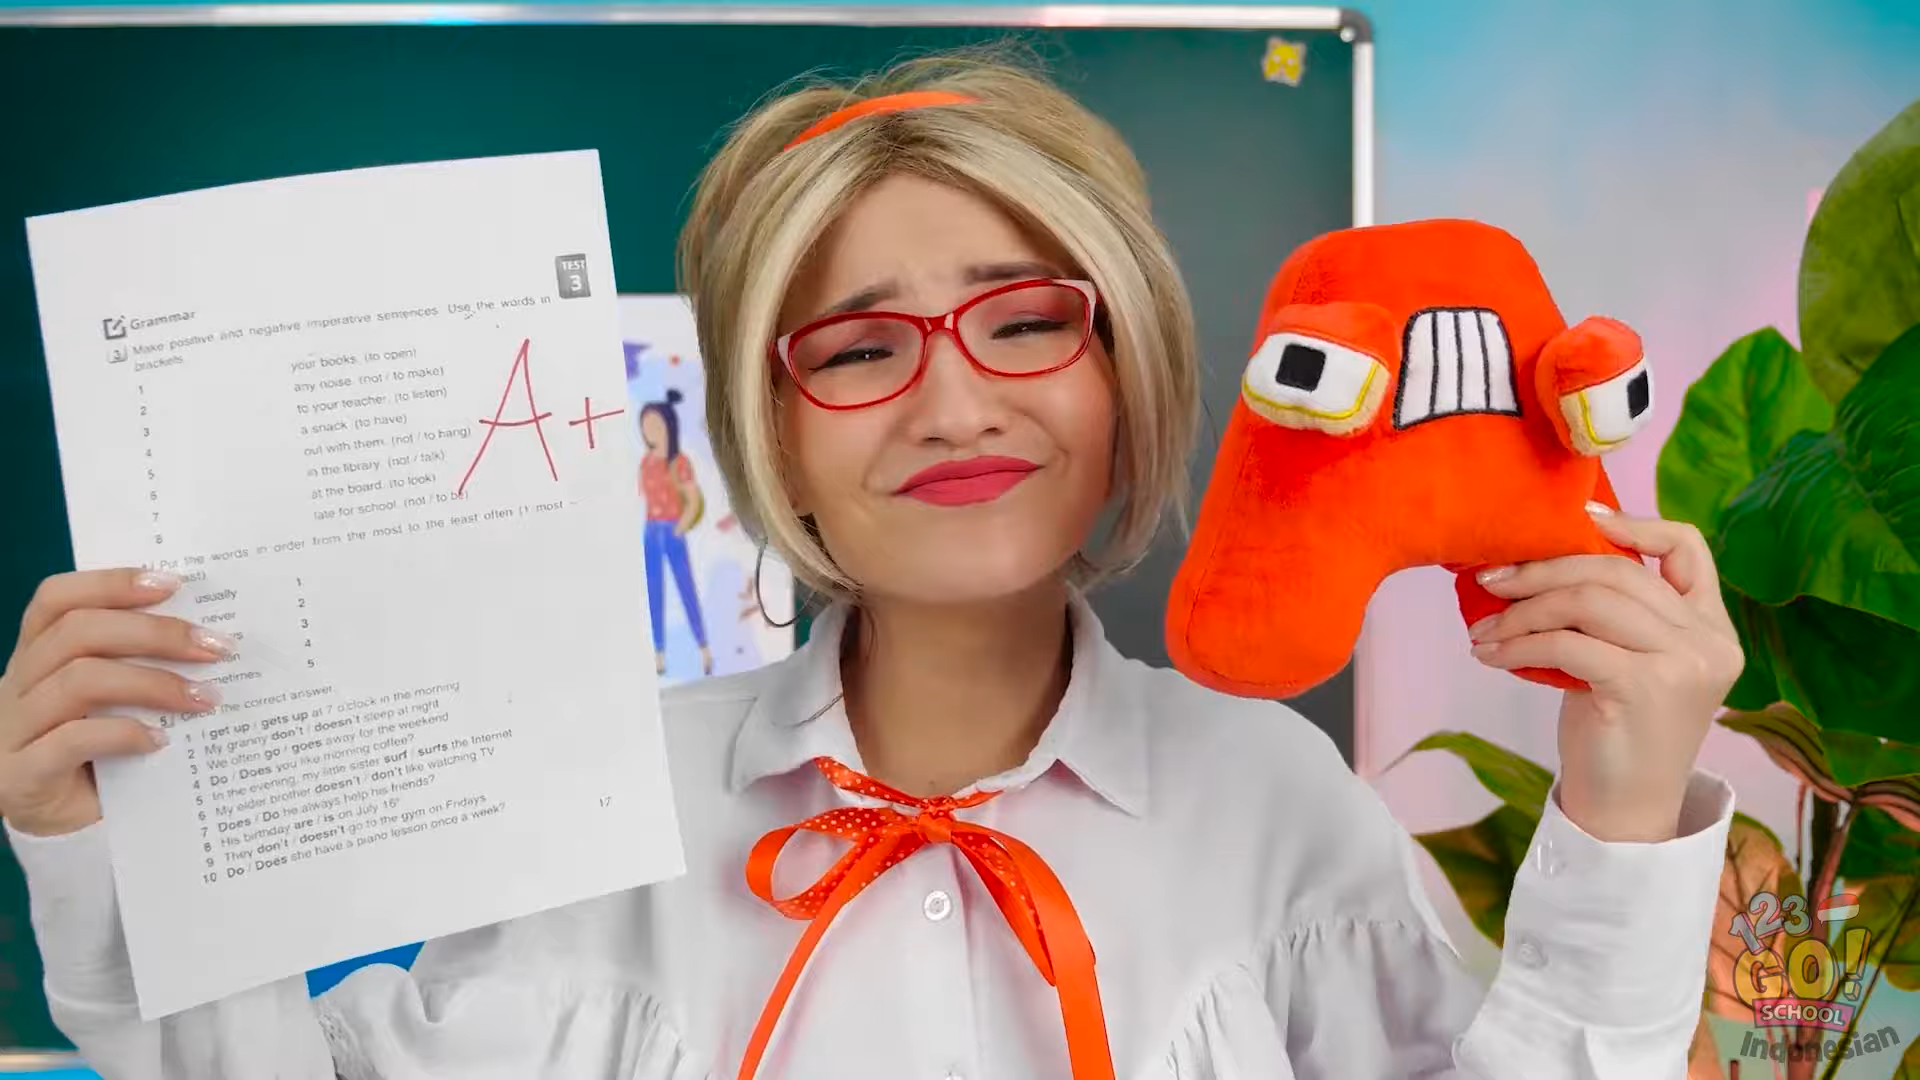 TEST
3
Grammar
3 Make positive and negative imperative sentences. Use the words in
brackets.
1 your books. (to open)
2 any noise. (not / to make)
3 to your teacher. (to listen)
4 a snack. (to have)
5 out with them. (not / to hang)
6 in the library. (not / talk)
7 at the board. (to look)
8 late for school. (not / to be)
A+
Put the words in order from the most to the least often (1 most –
usually 1
never 2
3
4
metimes 5
5 Circle the correct answer.
1 I get up / gets up at 7 o'clock in the morning
2 My granny don't / doesn't sleep at night
3 We often go / goes away for the weekend
4 Do / Does you like morning coffee?
5 In the evening, my little sister surf / surfs the Internet
6 My elder brother doesn't / don't like watching TV
7 Does / Do he always help his friends?
8 His birthday are / is on July 16
9 They don't / doesn't go to the gym on Fridays
10 Do / Does she have a piano lesson once a week?
17
123
GO!
SCHOOL
Indonesian